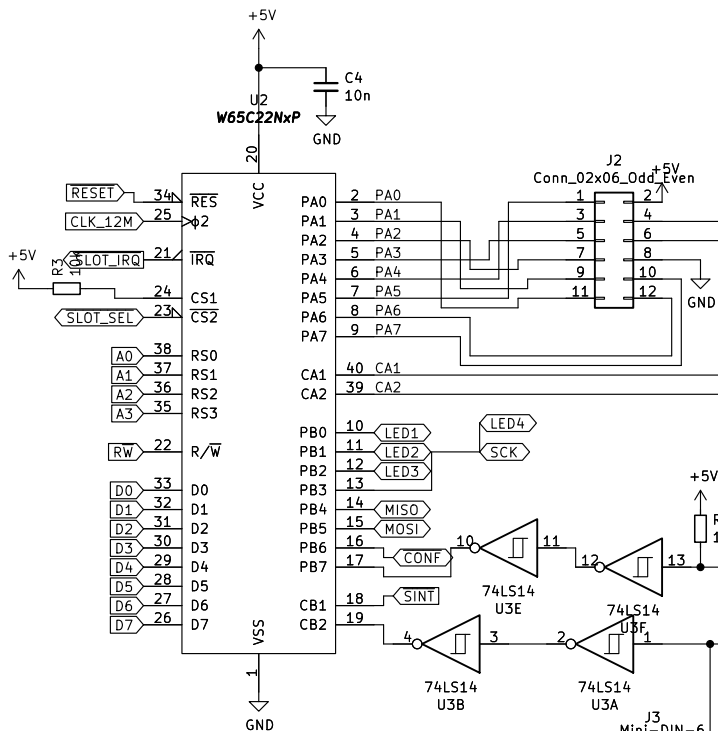 +5V
C4
10n
GND
U2
W65C22NxP
20
VCC
RESET
34
RES
CLK_12M
25
ϕ2
SLOT_IRQ
21
IRQ
+5V
R3
10k
24
CS1
SLOT_SEL
23
CS2
A0
38
RS0
A1
37
RS1
A2
36
RS2
A3
35
RS3
RW
22
R/W
D0
33
D0
D1
32
D1
D2
31
D2
D3
30
D3
D4
29
D4
D5
28
D5
D6
27
D6
D7
26
D7
VSS
1
GND
PA0
2
PA0
PA1
3
PA1
PA2
4
PA2
PA3
5
PA3
PA4
6
PA4
PA5
7
PA5
PA6
8
PA6
PA7
9
PA7
CA1
40
CA1
CA2
39
CA2
PB0
10
LED1
PB1
11
LED2
PB2
12
LED3
PB3
13
LED4
SCK
PB4
14
MISO
PB5
15
MOSI
PB6
16
CONF
PB7
17
CB1
18
SINT
CB2
19
J2
Conn_02x06_Odd_Even
+5V
1
2
3
4
5
6
7
8
9
10
11
12
GND
10
11
74LS14
U3E
12
13
74LS14
U3F
+5V
R
1
4
3
74LS14
U3B
2
1
74LS14
U3A
J3
Mini-DIN-6